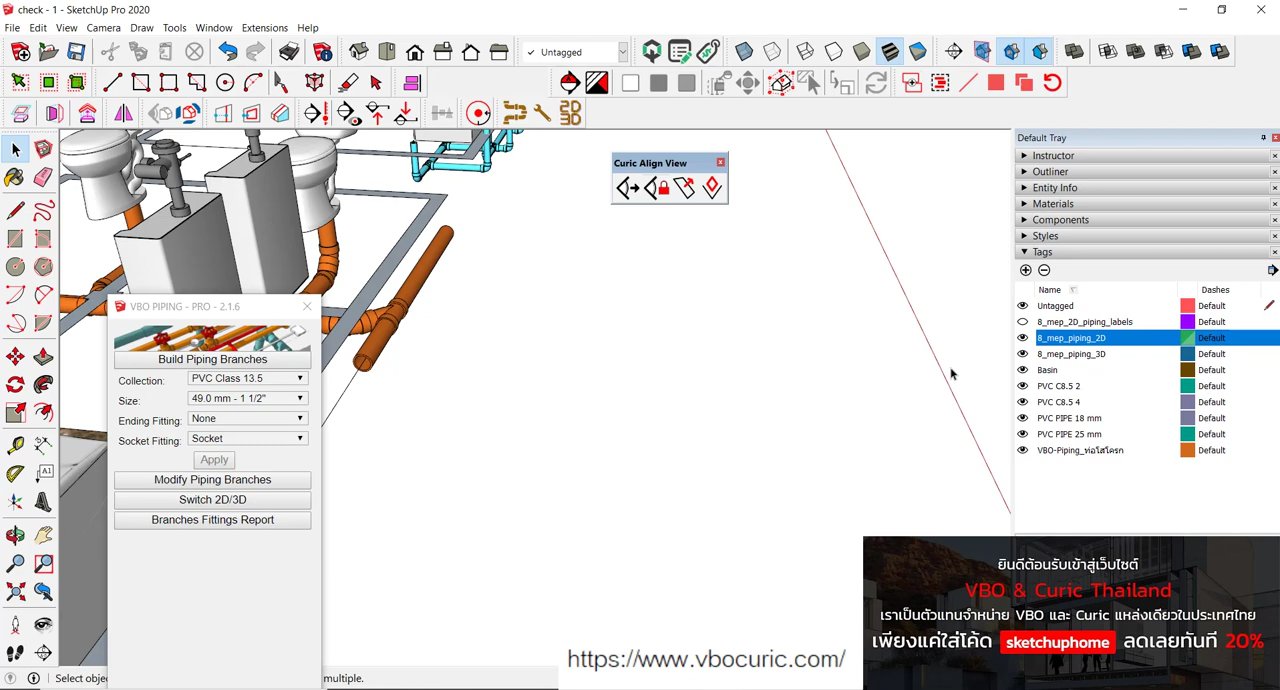 check - 1 - SketchUp Pro 2020
File Edit View Camera Draw Tools Window Extensions Help
Untagged
Curic Align View
Default Tray
Instructor
Outliner
Entity Info
Materials
Components
Styles
Tags
Name Dashes
Untagged Default
8_mep_2D_piping_labels Default
8_mep_piping_2D Default
8_mep_piping_3D Default
Basin Default
PVC C8.5 2 Default
PVC C8.5 4 Default
PVC PIPE 18 mm Default
PVC PIPE 25 mm Default
VBO-Piping_ท่อโสโครก Default
VBO PIPING - PRO - 2.1.6
Build Piping Branches
Collection: PVC Class 13.5
Size: 49.0 mm - 1 1/2"
Ending Fitting: None
Socket Fitting: Socket
Apply
Modify Piping Branches
Switch 2D/3D
Branches Fittings Report
A1
2D
3D
ยินดีต้อนรับเข้าสู่เว็บไซต์
VBO & Curic Thailand
เราเป็นตัวแทนจำหน่าย VBO และ Curic แหล่งเดียวในประเทศไทย
เพียงแค่ใส่โค้ด sketchuphome ลดเลยทันที 20%
https://www.vbocuric.com/
Select objec
multiple.